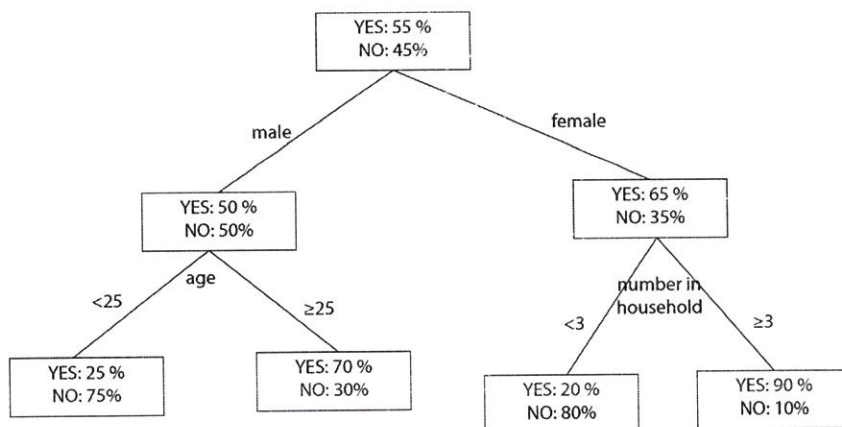 YES: 55 %
NO: 45%
male
female
YES: 50 %
NO: 50%
YES: 65 %
NO: 35%
age
<25
≥25
number in
household
<3
≥3
YES: 25 %
NO: 75%
YES: 70 %
NO: 30%
YES: 20 %
NO: 80%
YES: 90 %
NO: 10%